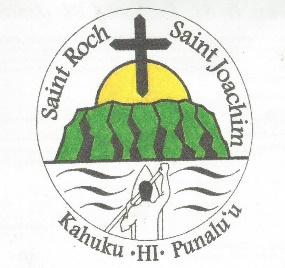 Saint Roch
Saint Joachim
Kahuku · HI · Punalu'u